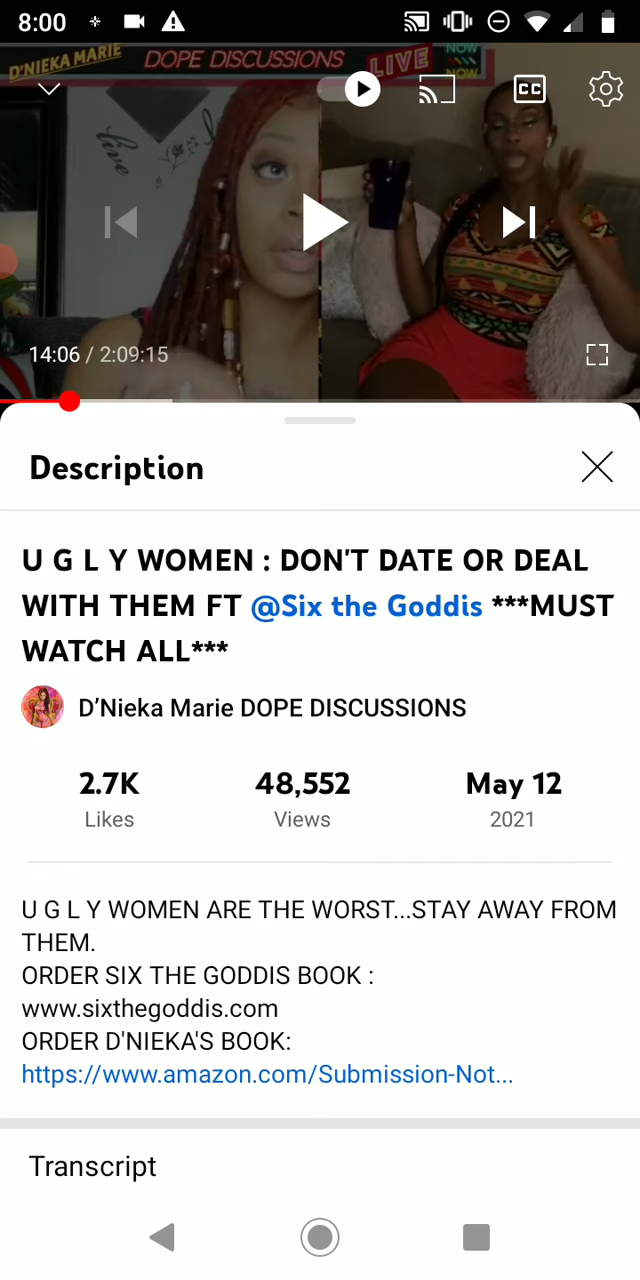 8:00
D'NIEKA MARIE DOPE DISCUSSIONS LIVE NOW
NOW
live
CC
14:06 / 2:09:15
Description
U G L Y WOMEN : DON'T DATE OR DEAL
WITH THEM FT @Six the Goddis ***MUST
WATCH ALL***
D'Nieka Marie DOPE DISCUSSIONS
2.7K 48,552 May 12
Likes Views 2021
U G L Y WOMEN ARE THE WORST...STAY AWAY FROM
THEM.
ORDER SIX THE GODDIS BOOK :
www.sixthegoddis.com
ORDER D'NIEKA'S BOOK:
https://www.amazon.com/Submission-Not...
Transcript